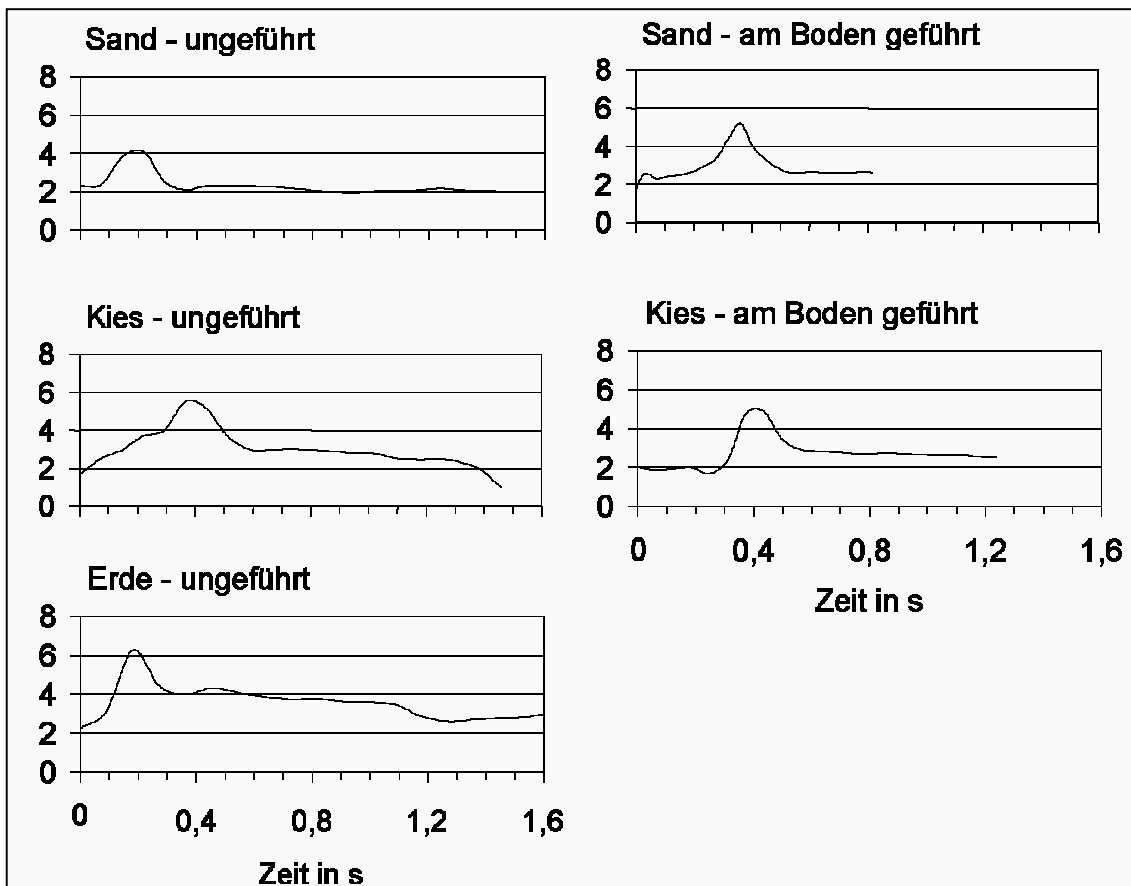 Sand - ungeführt
8
6
4
2
0
Sand - am Boden geführt
8
6
4
2
0
Kies - ungeführt
8
6
4
2
0
Kies - am Boden geführt
8
6
4
2
0
0 0,4 0,8 1,2 1,6
Zeit in s
Erde - ungeführt
8
6
4
2
0
0 0,4 0,8 1,2 1,6
Zeit in s